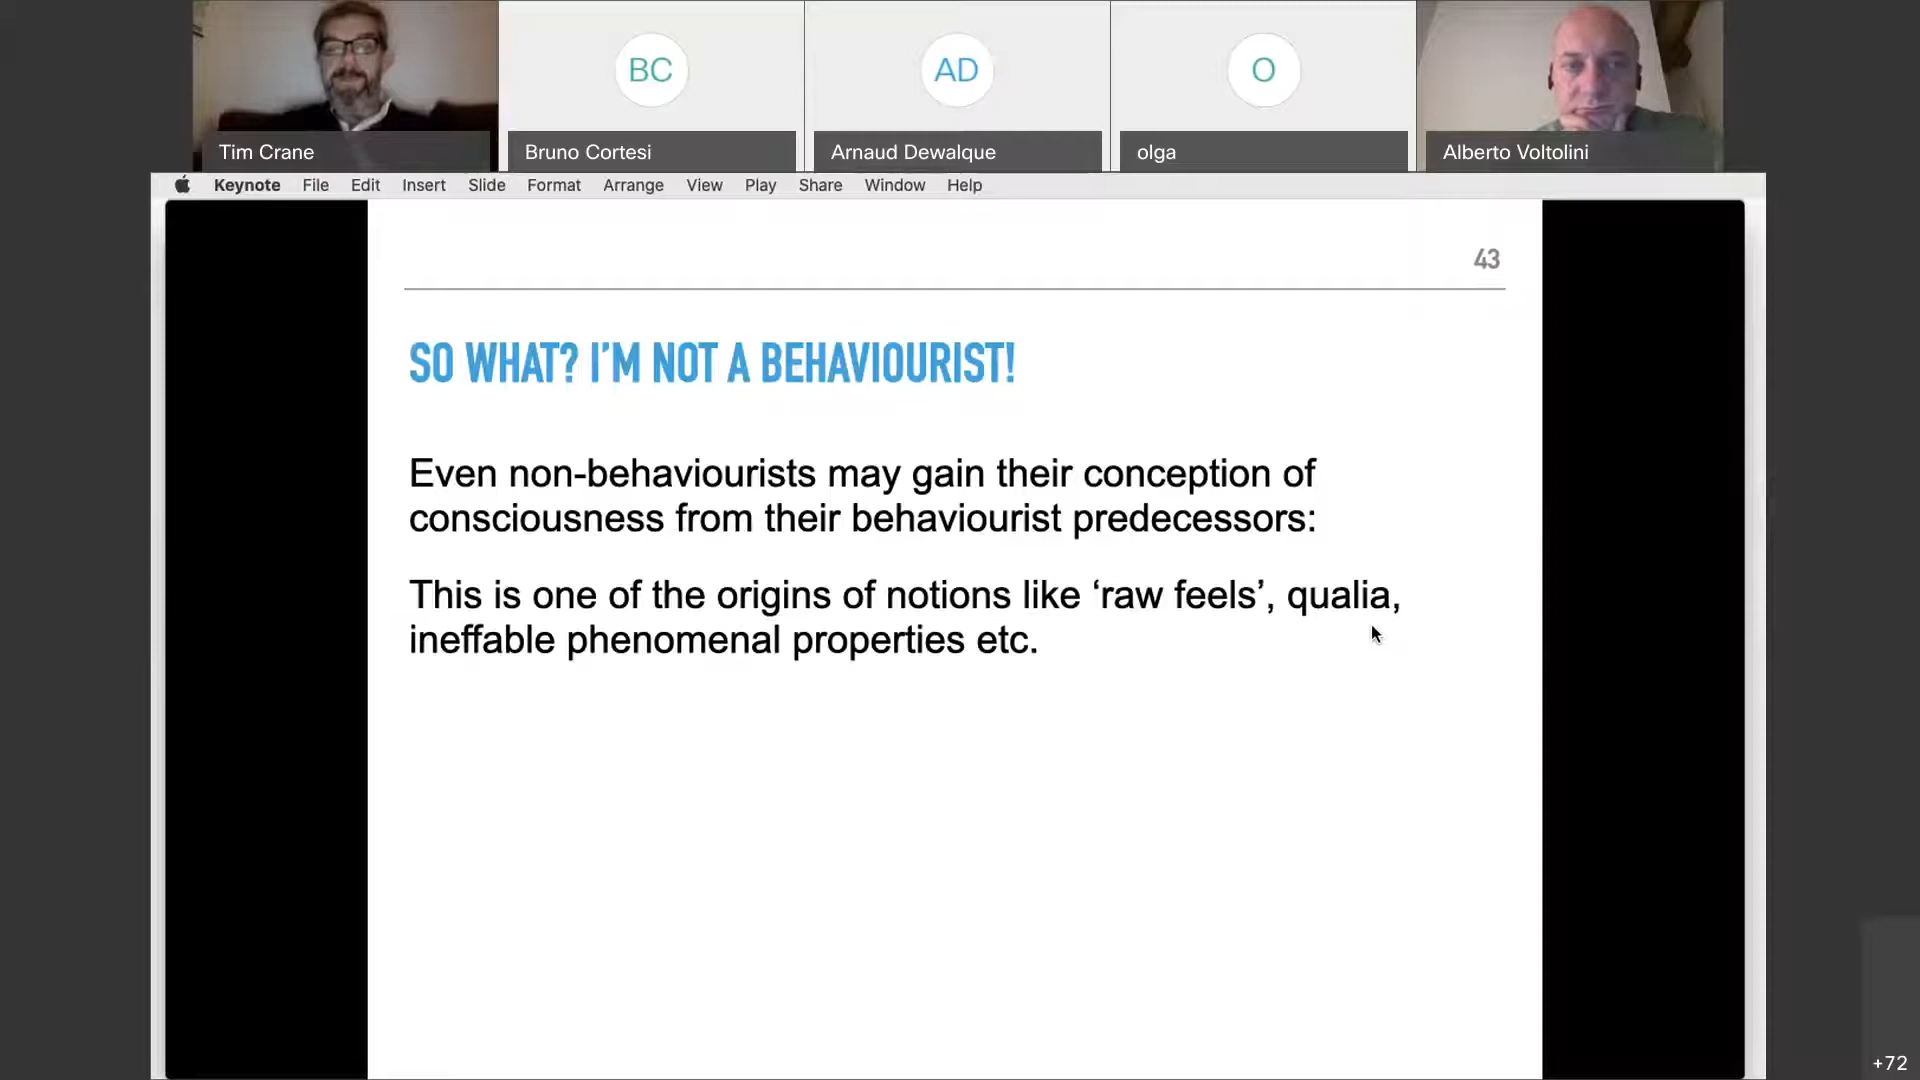 BC
AD
O
Tim Crane
Bruno Cortesi
Arnaud Dewalque
olga
Alberto Voltolini
Keynote File Edit Insert Slide Format Arrange View Play Share Window Help
43
SO WHAT? I'M NOT A BEHAVIOURIST!
Even non-behaviourists may gain their conception of
consciousness from their behaviourist predecessors:
This is one of the origins of notions like ‘raw feels’, qualia,
ineffable phenomenal properties etc.
+72